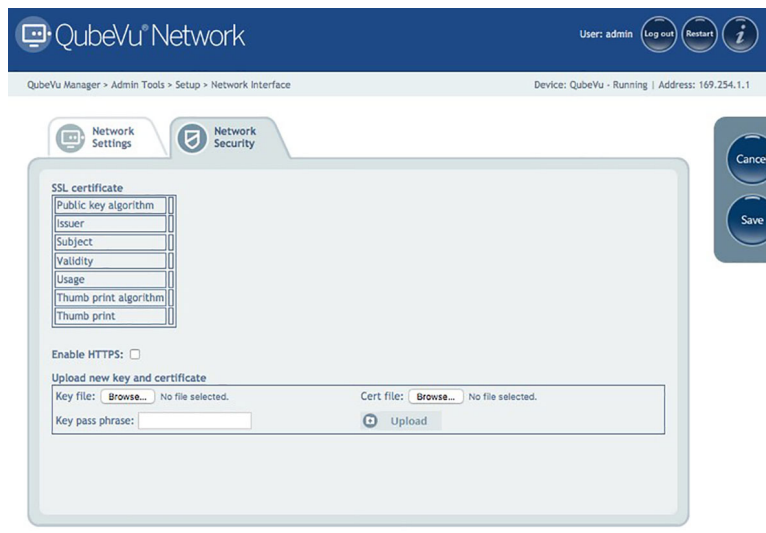 QubeVu® Network
User: admin
Log out
Restart
i
QubeVu Manager > Admin Tools > Setup > Network Interface
Device: QubeVu - Running | Address: 169.254.1.1
Network
Settings
Network
Security
Cance
Save
SSL certificate
Public key algorithm
Issuer
Subject
Validity
Usage
Thumb print algorithm
Thumb print
Enable HTTPS:
Upload new key and certificate
Key file: Browse... No file selected. Cert file: Browse... No file selected.
Key pass phrase: Upload